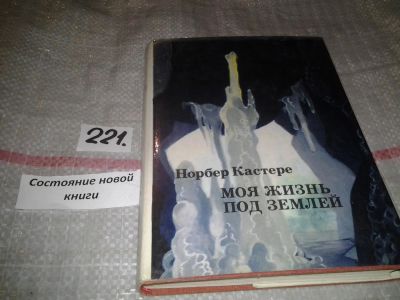 221.
Состояние новой
книги
Норбер Кастере
МОЯ ЖИЗНЬ
ПОД ЗЕМЛЕЙ